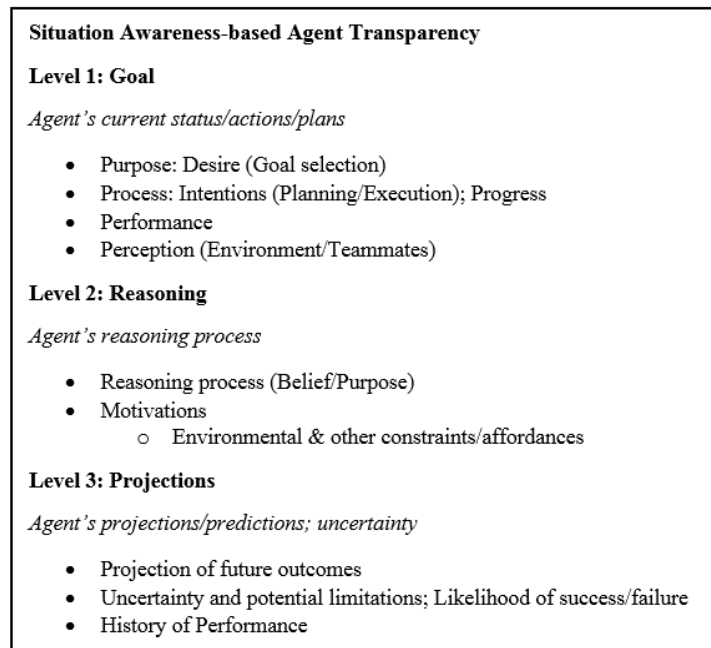 Situation Awareness-based Agent Transparency
Level 1: Goal
Agent's current status/actions/plans
• Purpose: Desire (Goal selection)
• Process: Intentions (Planning/Execution); Progress
• Performance
• Perception (Environment/Teammates)
Level 2: Reasoning
Agent's reasoning process
• Reasoning process (Belief/Purpose)
• Motivations
o Environmental & other constraints/affordances
Level 3: Projections
Agent's projections/predictions; uncertainty
• Projection of future outcomes
• Uncertainty and potential limitations; Likelihood of success/failure
• History of Performance